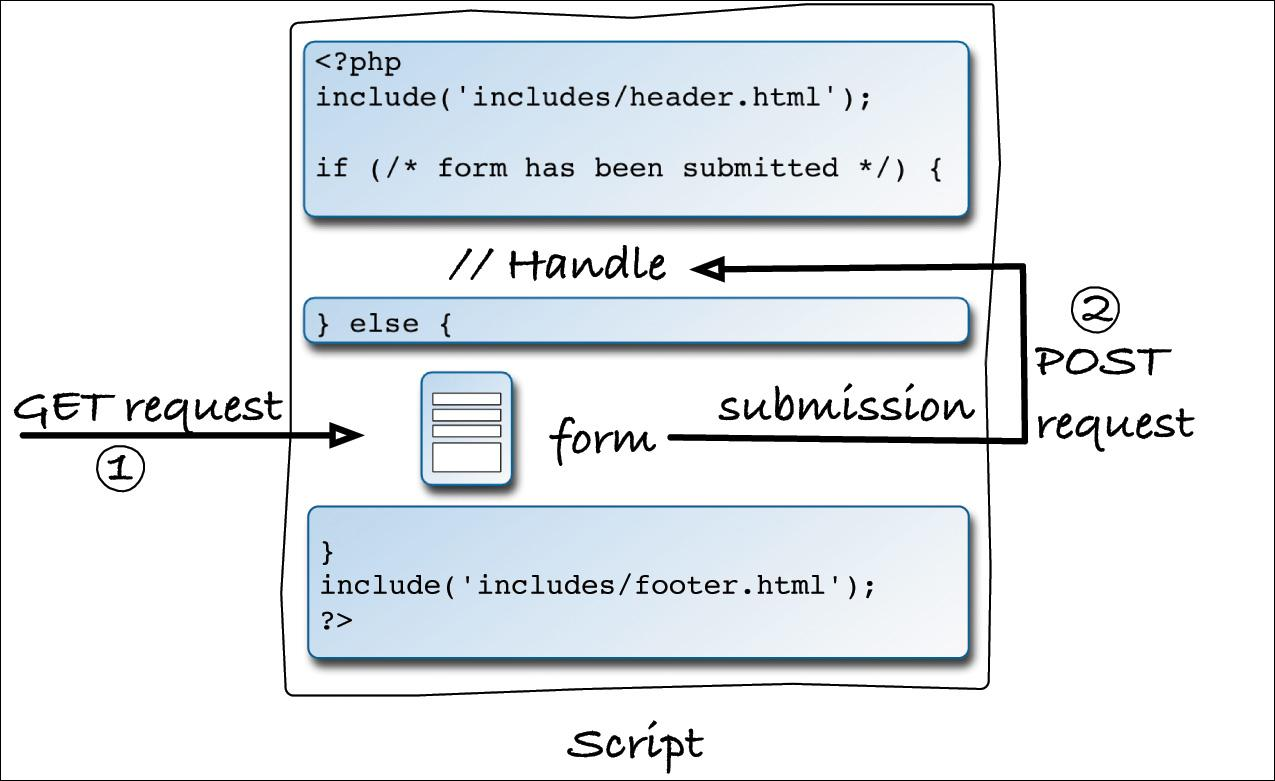 <?php
include('includes/header.html');
if (/* form has been submitted */) {
// Handle
} else {
2
POST
request
GET request
1
form
submission
}
include('includes/footer.html');
?>
Script